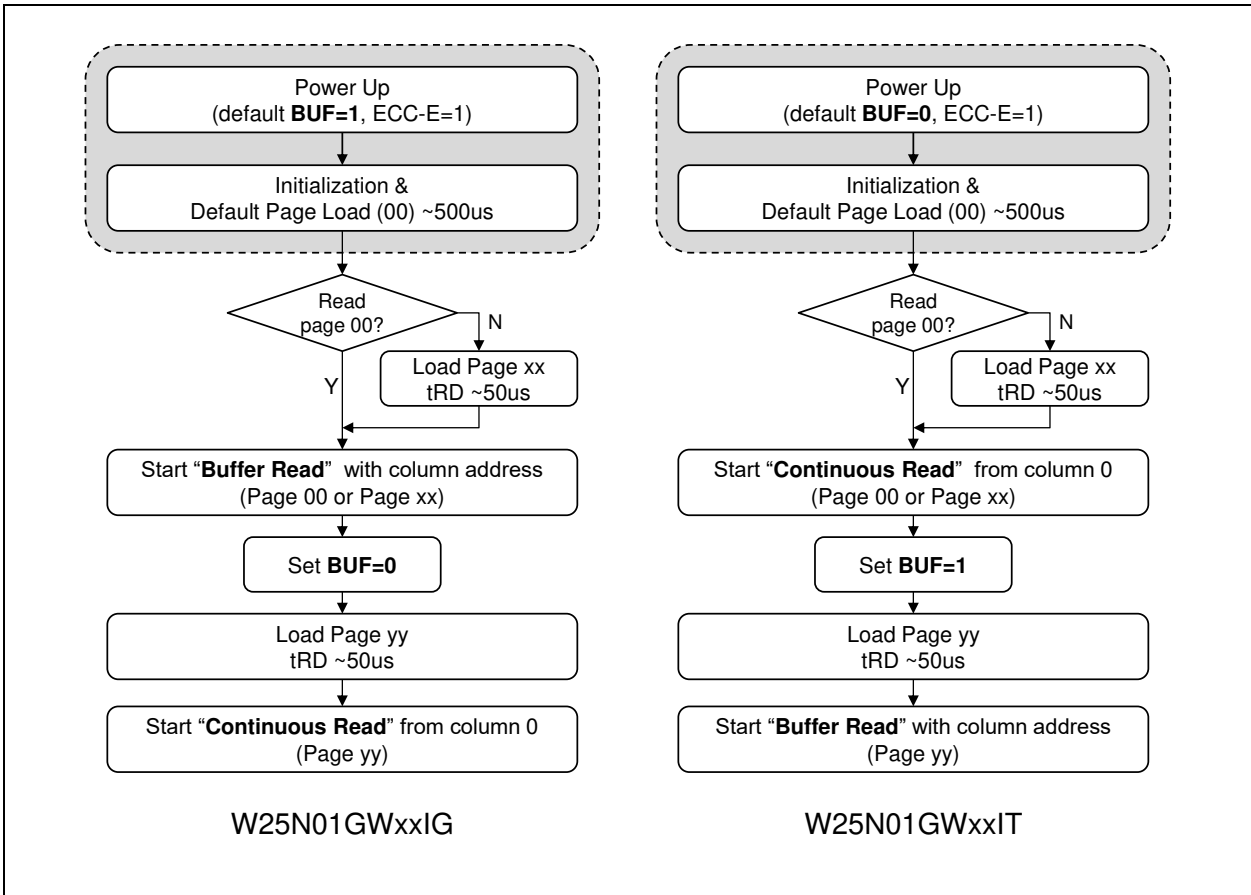 Power Up
(default BUF=1, ECC-E=1)
Initialization &
Default Page Load (00) ~500us
Read
page 00?
N
Y
Load Page xx
tRD ~50us
Start “Buffer Read” with column address
(Page 00 or Page xx)
Set BUF=0
Load Page yy
tRD ~50us
Start “Continuous Read” from column 0
(Page yy)
W25N01GWxxIG
Power Up
(default BUF=0, ECC-E=1)
Initialization &
Default Page Load (00) ~500us
Read
page 00?
N
Y
Load Page xx
tRD ~50us
Start “Continuous Read” from column 0
(Page 00 or Page xx)
Set BUF=1
Load Page yy
tRD ~50us
Start “Buffer Read” with column address
(Page yy)
W25N01GWxxIT